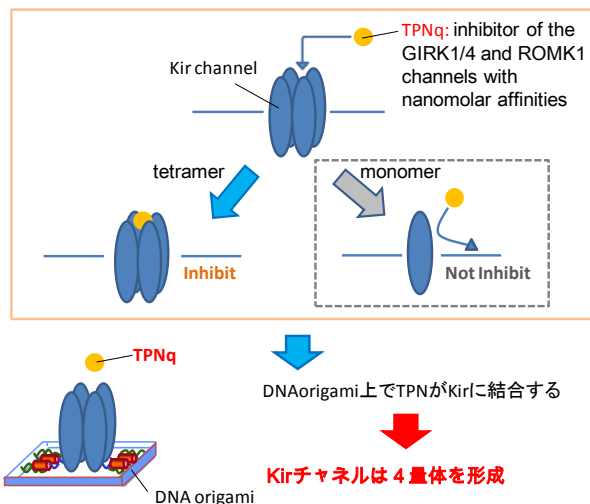 TPNq: inhibitor of the
GIRK1/4 and ROMK1
channels with
nanomolar affinities
Kir channel
tetramer
monomer
Inhibit
Not Inhibit
TPNq
DNAorigami上でTPNがKirに結合する
Kirチャネルは４量体を形成
DNA origami